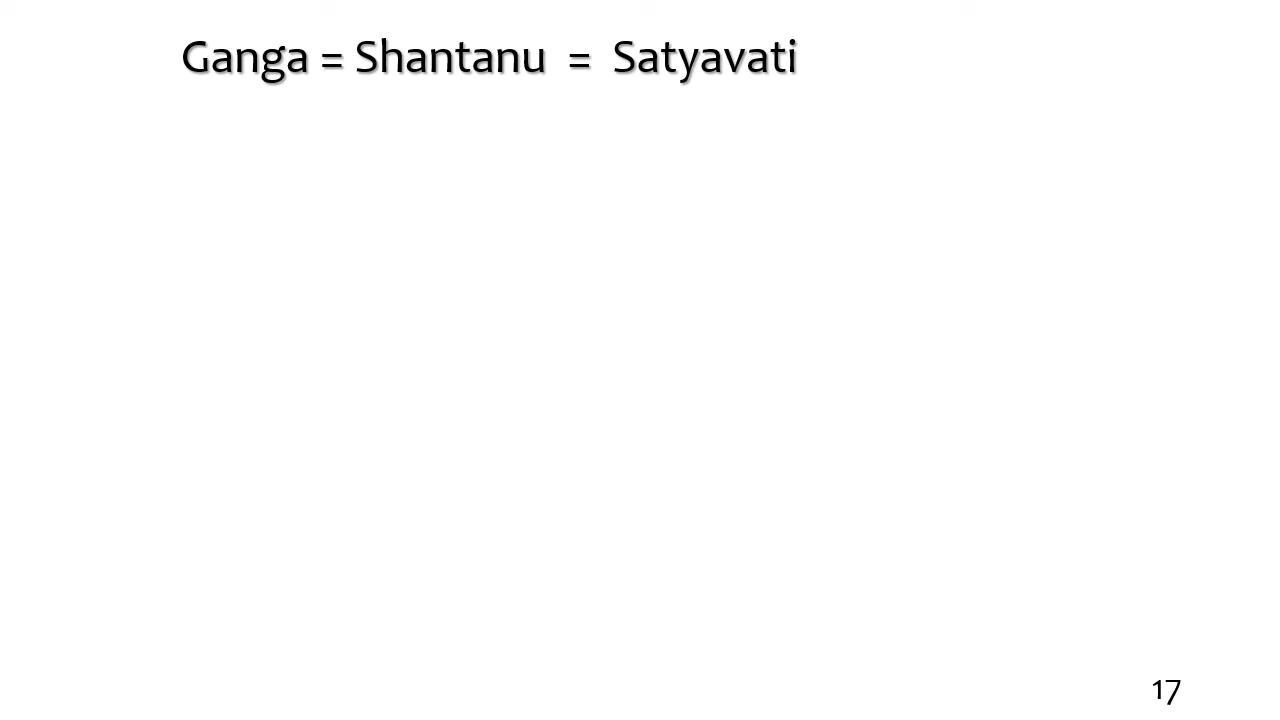 Ganga = Shantanu = Satyavati
17